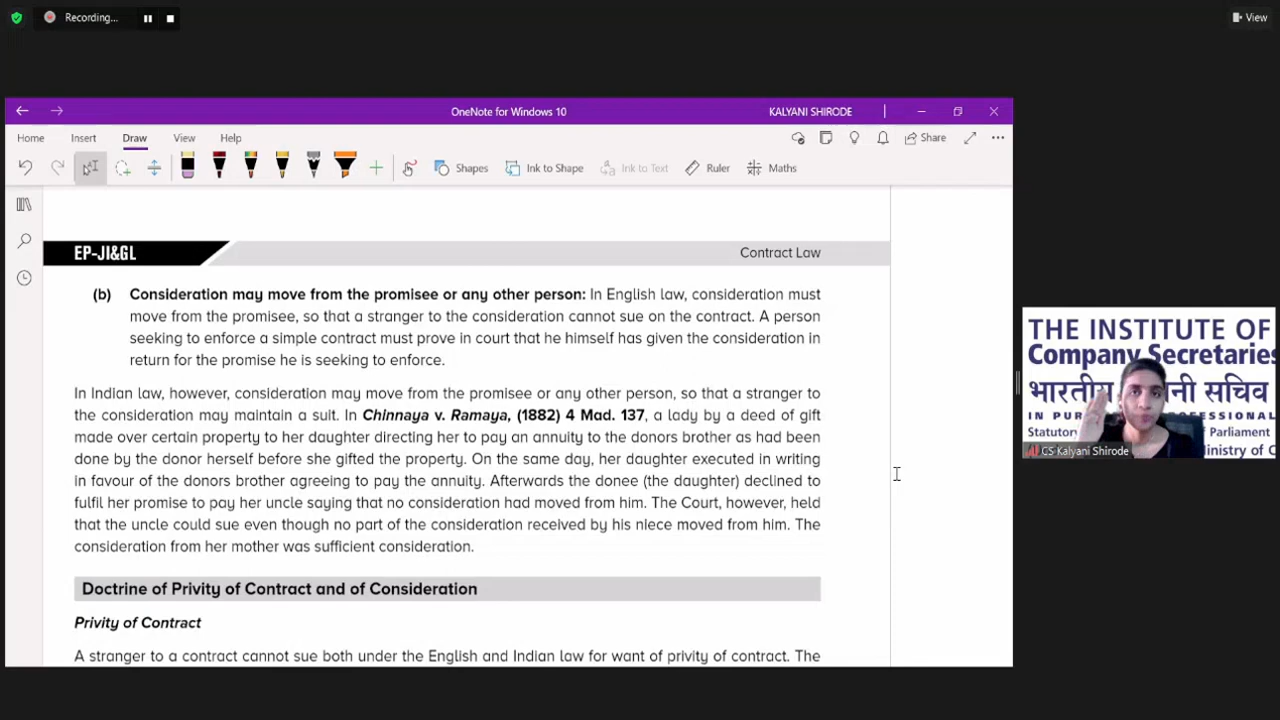 Recording...
View
OneNote for Windows 10
KALYANI SHIRODE
Home Insert Draw View Help
Share
Shapes Ink to Shape Ink to Text Ruler Maths
EP-JI&GL
Contract Law
(b) Consideration may move from the promisee or any other person: In English law, consideration must
move from the promisee, so that a stranger to the consideration cannot sue on the contract. A person
seeking to enforce a simple contract must prove in court that he himself has given the consideration in
return for the promise he is seeking to enforce.
In Indian law, however, consideration may move from the promisee or any other person, so that a stranger to
the consideration may maintain a suit. In Chinnaya v. Ramaya, (1882) 4 Mad. 137, a lady by a deed of gift
made over certain property to her daughter directing her to pay an annuity to the donors brother as had been
done by the donor herself before she gifted the property. On the same day, her daughter executed in writing
in favour of the donors brother agreeing to pay the annuity. Afterwards the donee (the daughter) declined to
fulfil her promise to pay her uncle saying that no consideration had moved from him. The Court, however, held
that the uncle could sue even though no part of the consideration received by his niece moved from him. The
consideration from her mother was sufficient consideration.
Doctrine of Privity of Contract and of Consideration
Privity of Contract
A stranger to a contract cannot sue both under the English and Indian law for want of privity of contract. The
THE INSTITUTE OF
Company Secretaries
सचिव
IN PUR
Statutor
Parliament
CS Kalyani Shirode